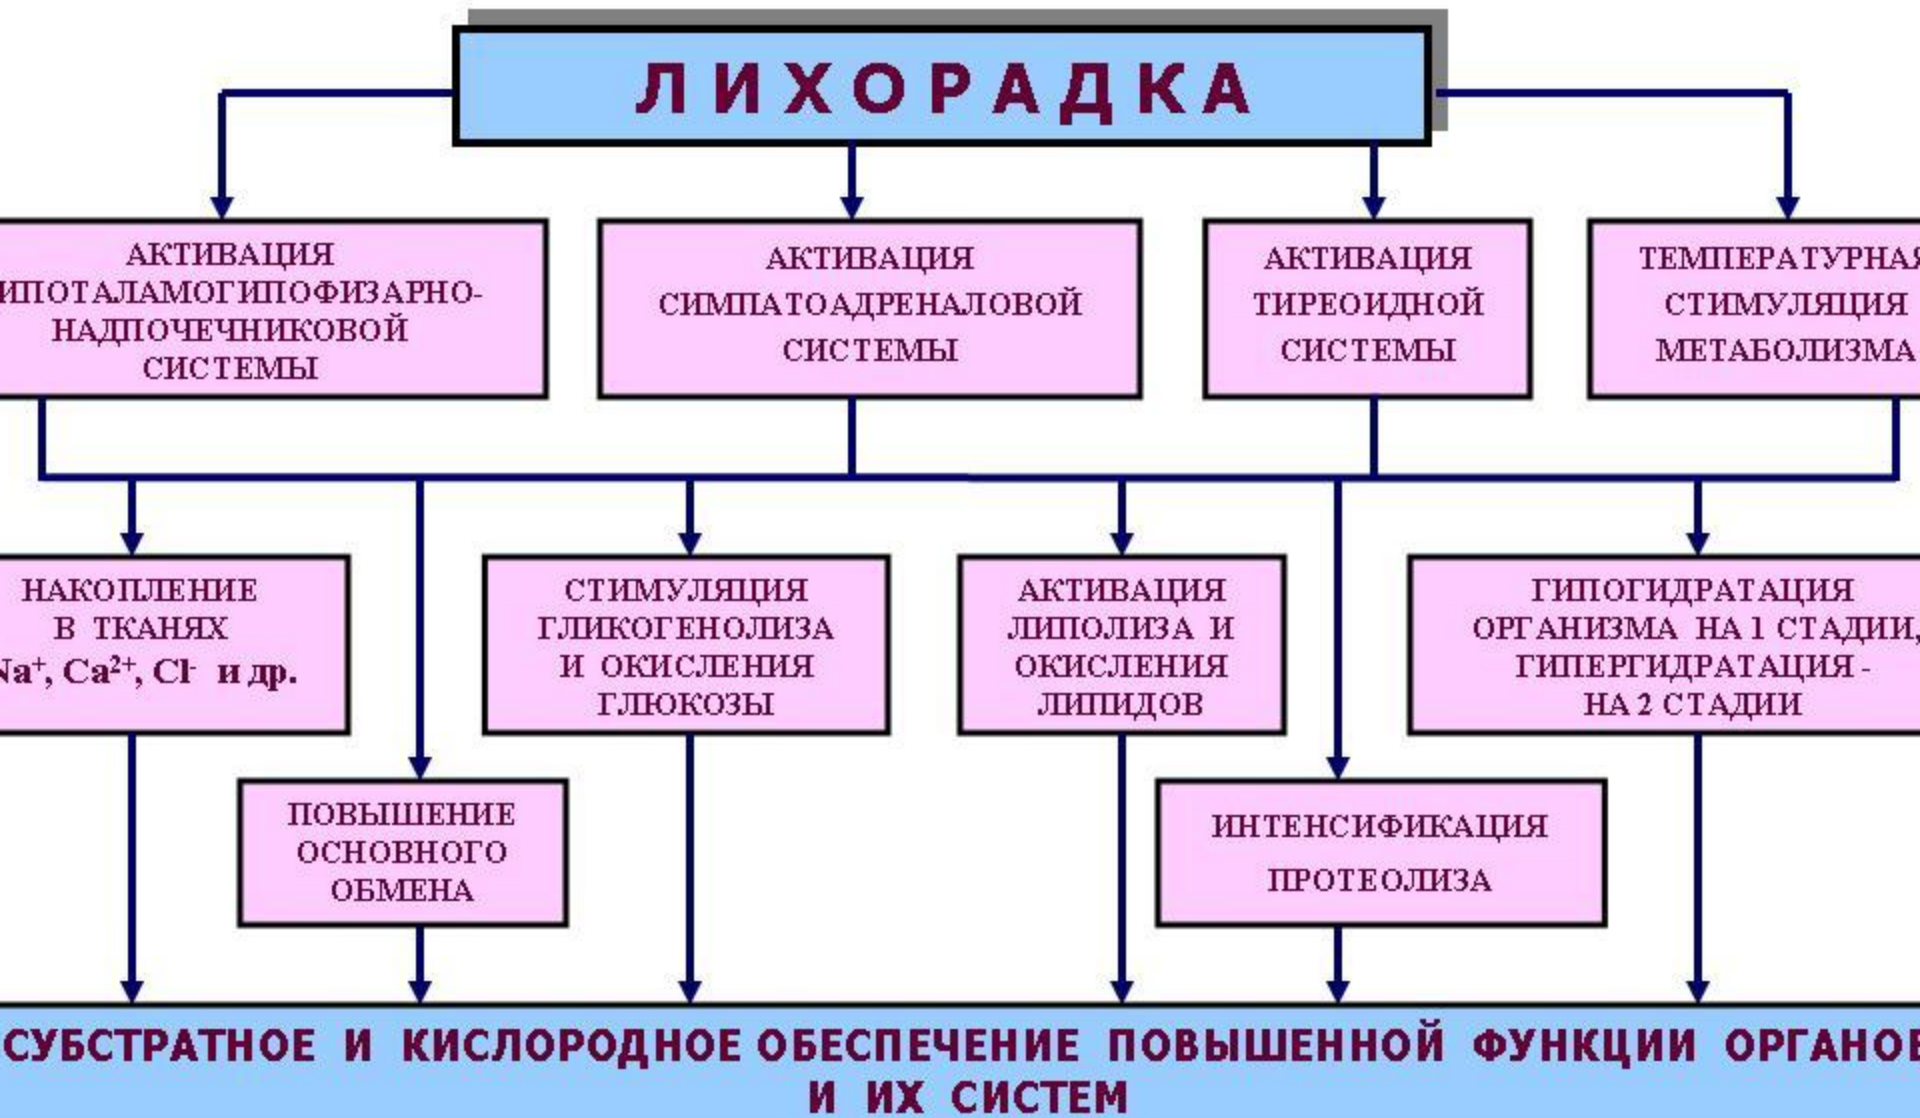 ЛИХОРАДКА
АКТИВАЦИЯ
ИПОТАЛАМОГИПОФИЗАРНО-
НАДПОЧЕЧНИКОВОЙ
СИСТЕМЫ
АКТИВАЦИЯ
СИМПАТОАДРЕНАЛОВОЙ
СИСТЕМЫ
АКТИВАЦИЯ
ТИРЕОИДНОЙ
СИСТЕМЫ
ТЕМПЕРАТУРНАЯ
СТИМУЛЯЦИЯ
МЕТАБОЛИЗМА
НАКОПЛЕНИЕ
В ТКАНЯХ
Na⁺, Ca²⁺, Cl⁻ и др.
СТИМУЛЯЦИЯ
ГЛИКОГЕНОЛИЗА
И ОКИСЛЕНИЯ
ГЛЮКОЗЫ
АКТИВАЦИЯ
ЛИПОЛИЗА И
ОКИСЛЕНИЯ
ЛИПИДОВ
ГИПОГИДРАТАЦИЯ
ОРГАНИЗМА НА 1 СТАДИИ,
ГИПЕРГИДРАТАЦИЯ -
НА 2 СТАДИИ
ПОВЫШЕНИЕ
ОСНОВНОГО
ОБМЕНА
ИНТЕНСИФИКАЦИЯ
ПРОТЕОЛИЗА
СУБСТРАТНОЕ И КИСЛОРОДНОЕ ОБЕСПЕЧЕНИЕ ПОВЫШЕННОЙ ФУНКЦИИ ОРГАНОВ
И ИХ СИСТЕМ